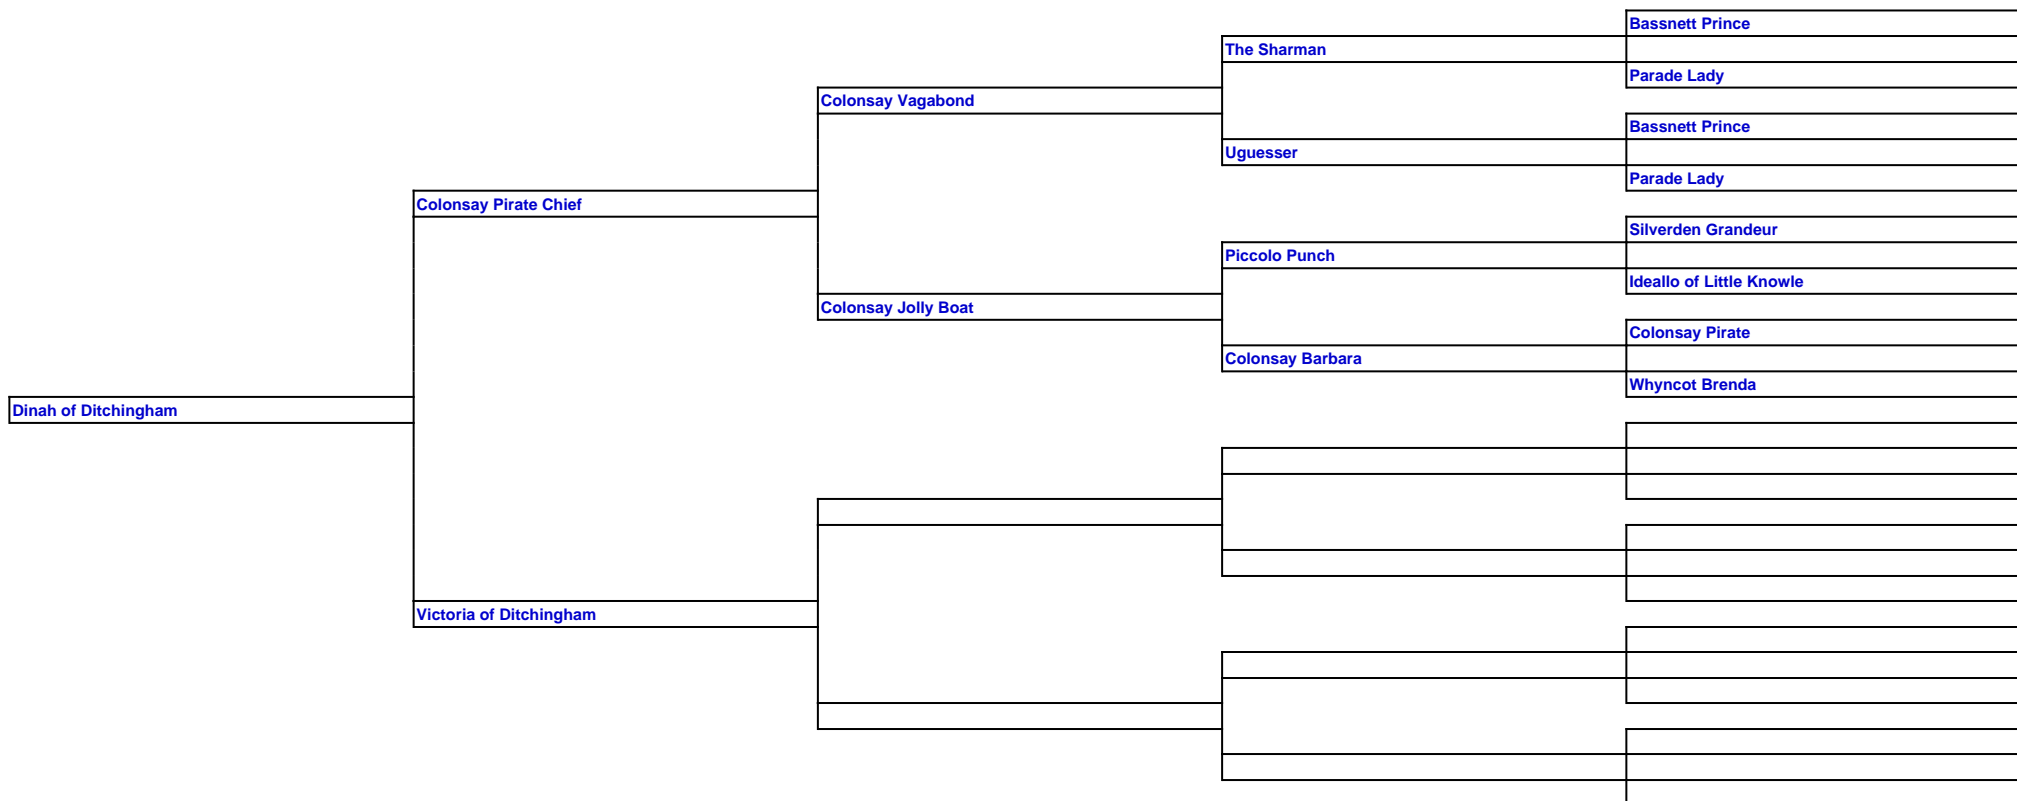 Bassnett Prince
The Sharman
Parade Lady
Colonsay Vagabond
Bassnett Prince
Uguesser
Parade Lady
Colonsay Pirate Chief
Silverden Grandeur
Piccolo Punch
Ideallo of Little Knowle
Colonsay Jolly Boat
Colonsay Pirate
Colonsay Barbara
Whyncot Brenda
Dinah of Ditchingham
Victoria of Ditchingham